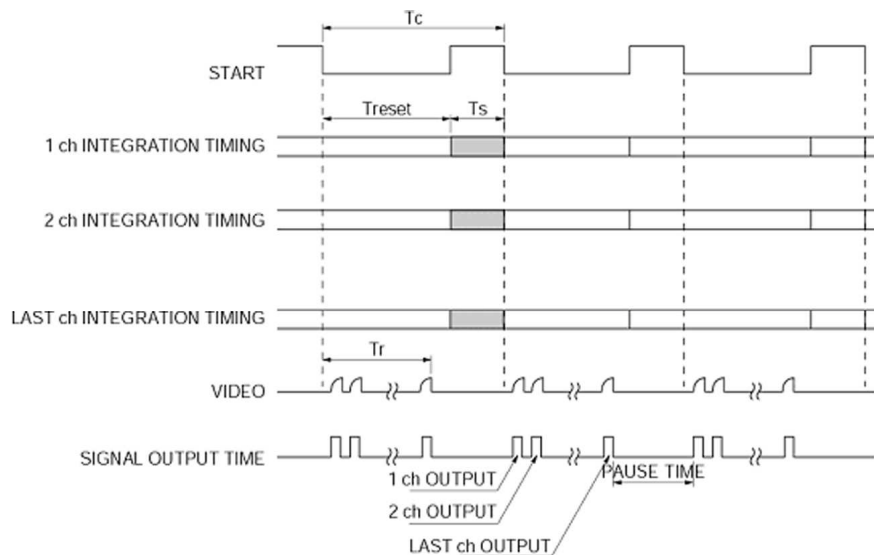 Tc
START
Treset Ts
1 ch INTEGRATION TIMING
2 ch INTEGRATION TIMING
LAST ch INTEGRATION TIMING
Tr
VIDEO
SIGNAL OUTPUT TIME
1 ch OUTPUT
PAUSE TIME
2 ch OUTPUT
LAST ch OUTPUT